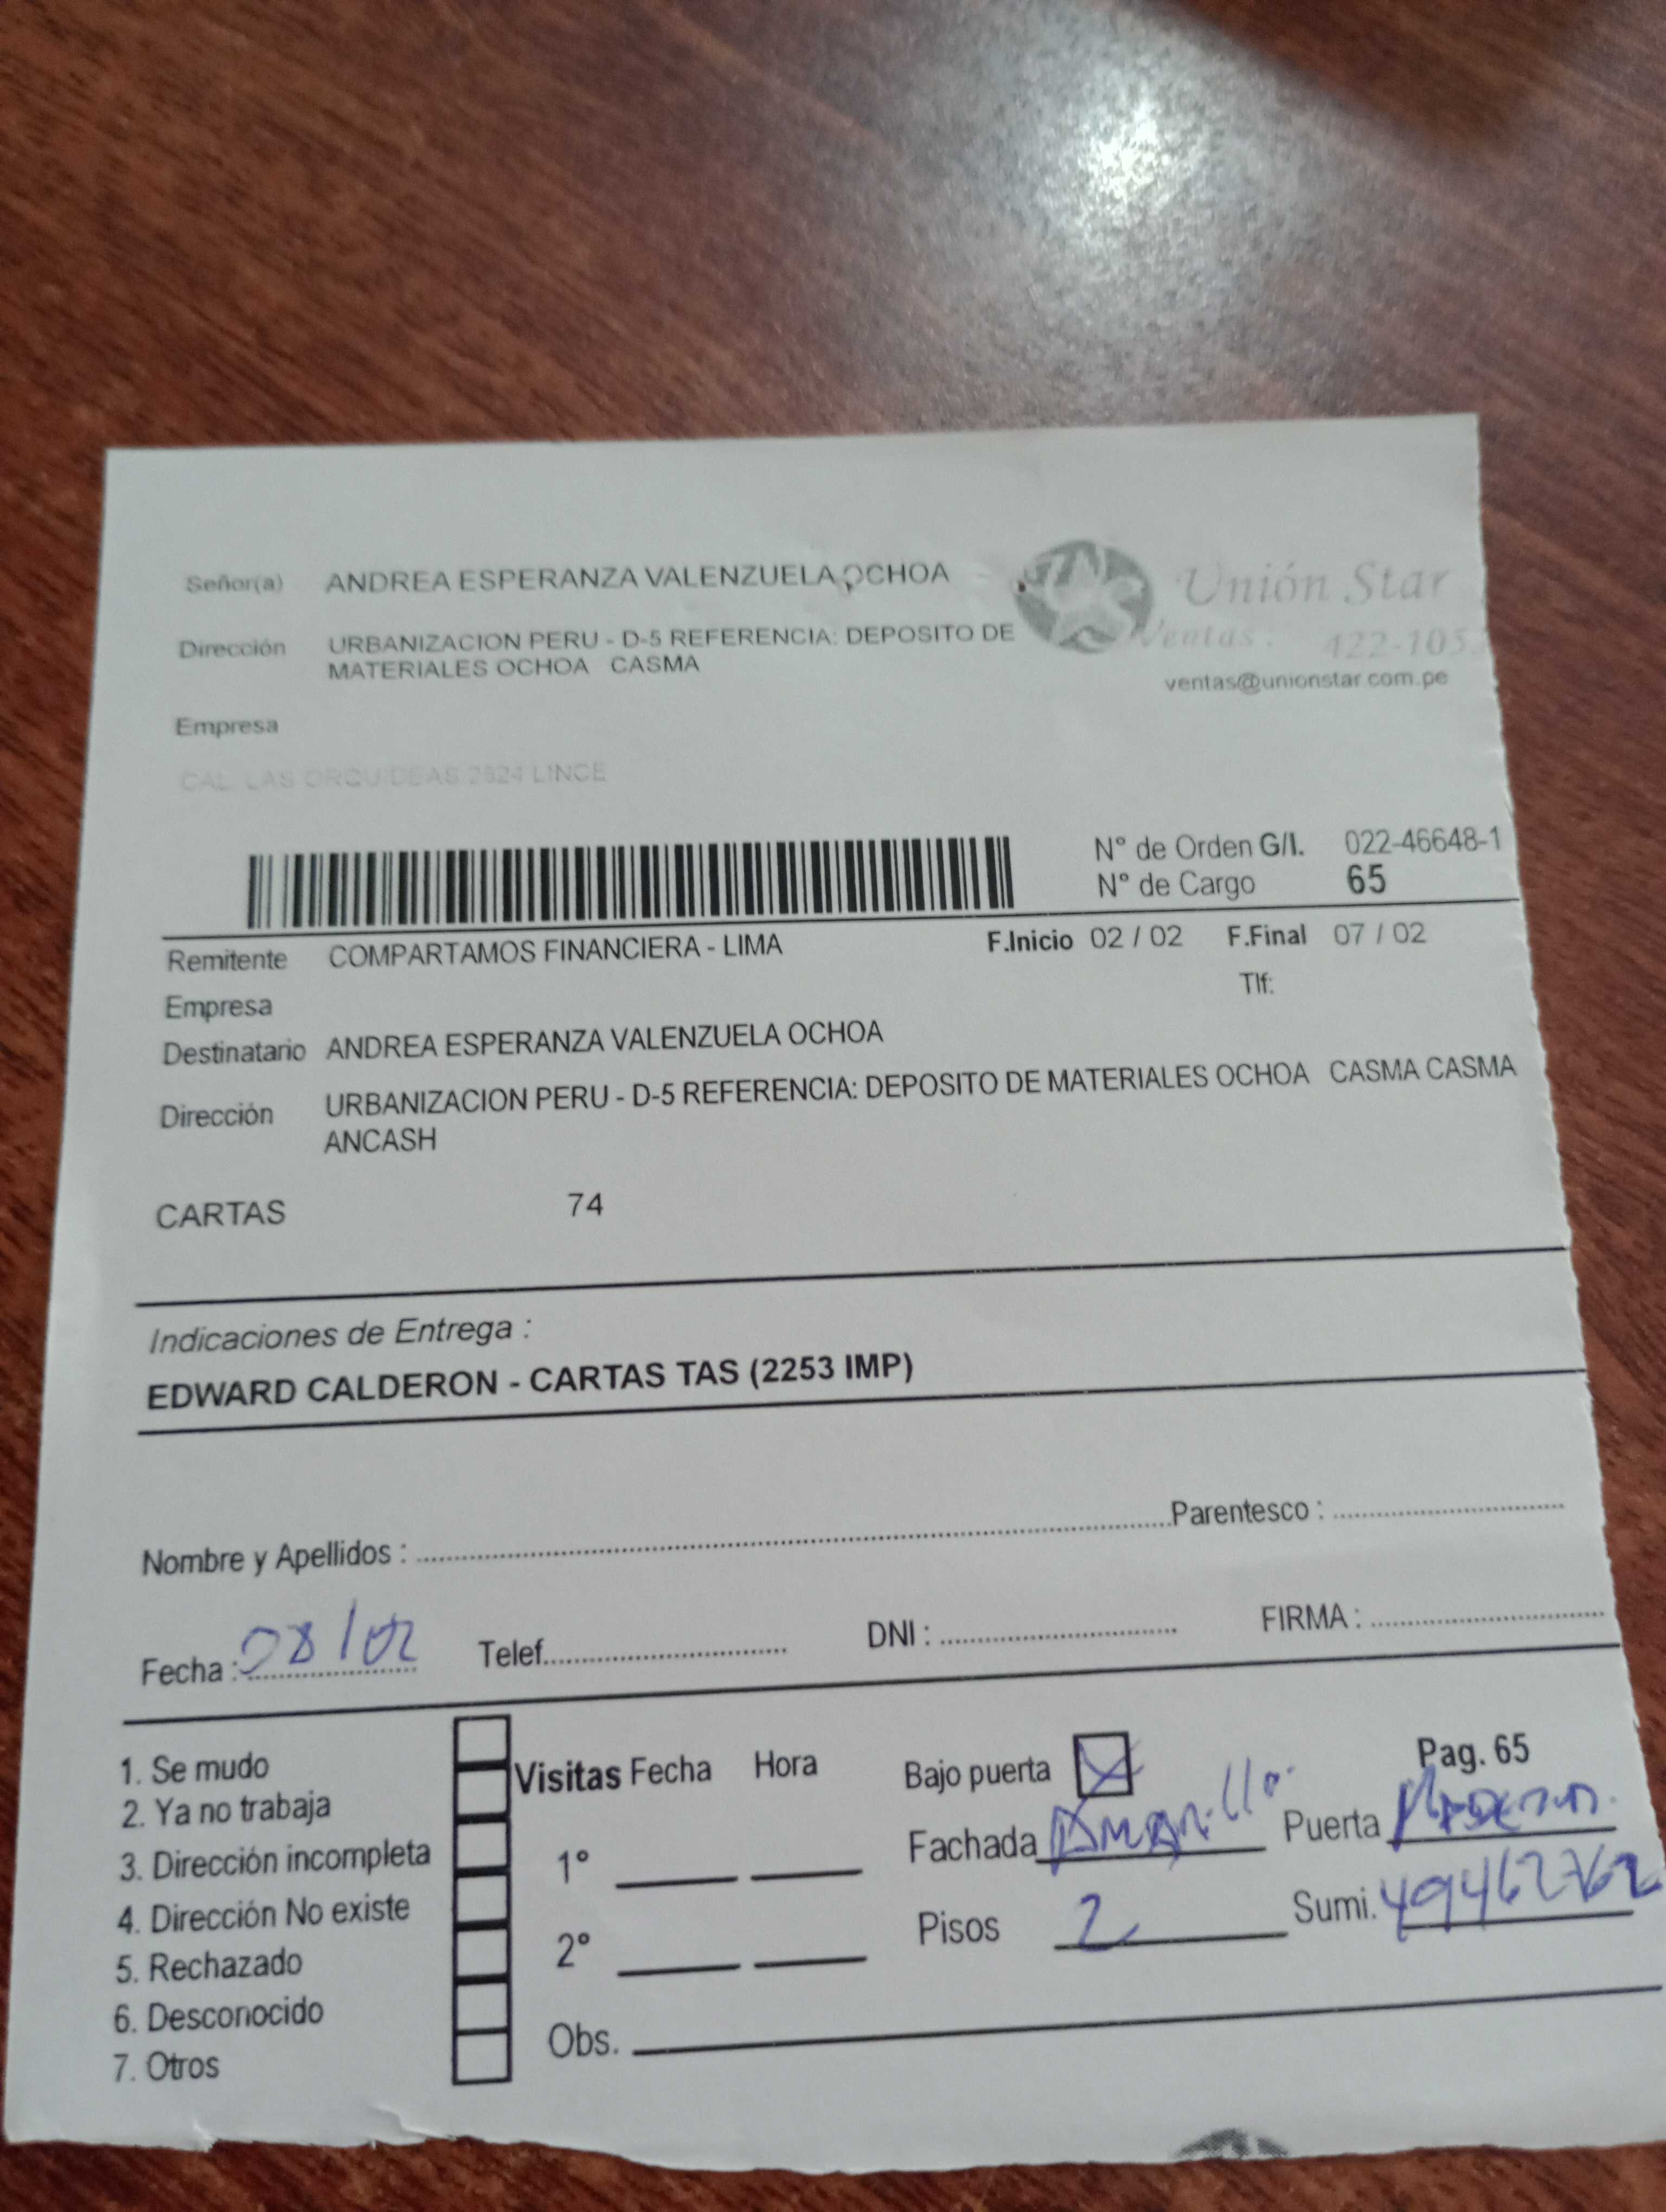 Señor(a) ANDREA ESPERANZA VALENZUELA OCHOA
Unión Star
Dirección URBANIZACION PERU - D-5 REFERENCIA: DEPOSITO DE
MATERIALES OCHOA CASMA
Ventas: 422-105
ventas@unionstar.com.pe
Empresa
CAL LAS ORQUIDEAS 2624 LINCE
N° de Orden G/I. 022-46648-1
N° de Cargo 65
Remitente COMPARTAMOS FINANCIERA - LIMA F.Inicio 02 / 02 F.Final 07 / 02
Empresa Tlf:
Destinatario ANDREA ESPERANZA VALENZUELA OCHOA
Dirección URBANIZACION PERU - D-5 REFERENCIA: DEPOSITO DE MATERIALES OCHOA CASMA CASMA
ANCASH
CARTAS 74
Indicaciones de Entrega :
EDWARD CALDERON - CARTAS TAS (2253 IMP)
Nombre y Apellidos : Parentesco :
Fecha : 08/02 Telef. DNI : FIRMA :
1. Se mudo
2. Ya no trabaja
3. Dirección incompleta
4. Dirección No existe
5. Rechazado
6. Desconocido
7. Otros
Visitas Fecha Hora
1°
2°
Obs.
Bajo puerta Pag. 65
Fachada Amarillo Puerta
Pisos 2 Sumi. 49462762